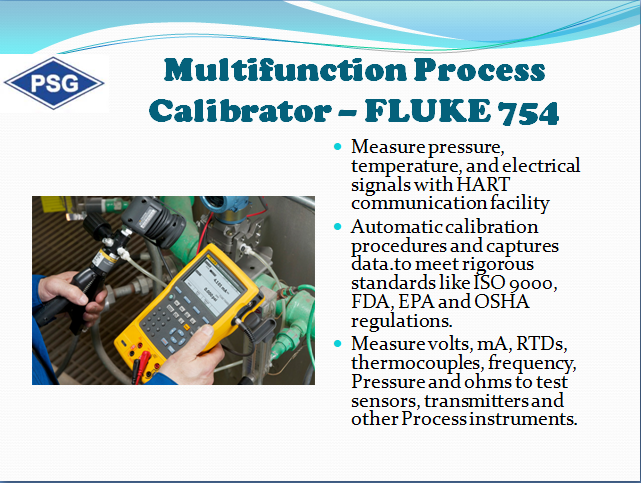 PSG
Multifunction Process
Calibrator – FLUKE 754
Measure pressure,
temperature, and electrical
signals with HART
communication facility
Automatic calibration
procedures and captures
data.to meet rigorous
standards like ISO 9000,
FDA, EPA and OSHA
regulations.
Measure volts, mA, RTDs,
thermocouples, frequency,
Pressure and ohms to test
sensors, transmitters and
other Process instruments.